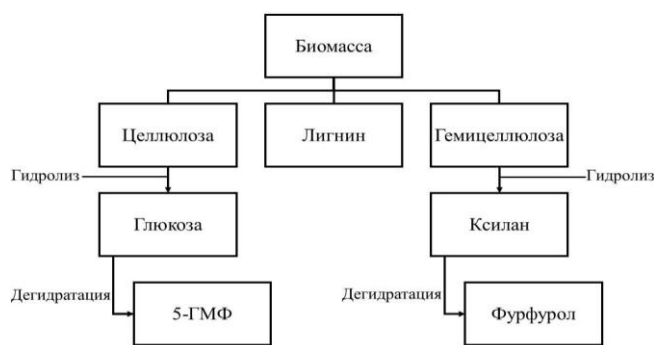 Биомасса
Целлюлоза
Лигнин
Гемицеллюлоза
Гидролиз
Гидролиз
Глюкоза
Ксилан
Дегидратация
5-ГМФ
Дегидратация
Фурфурол